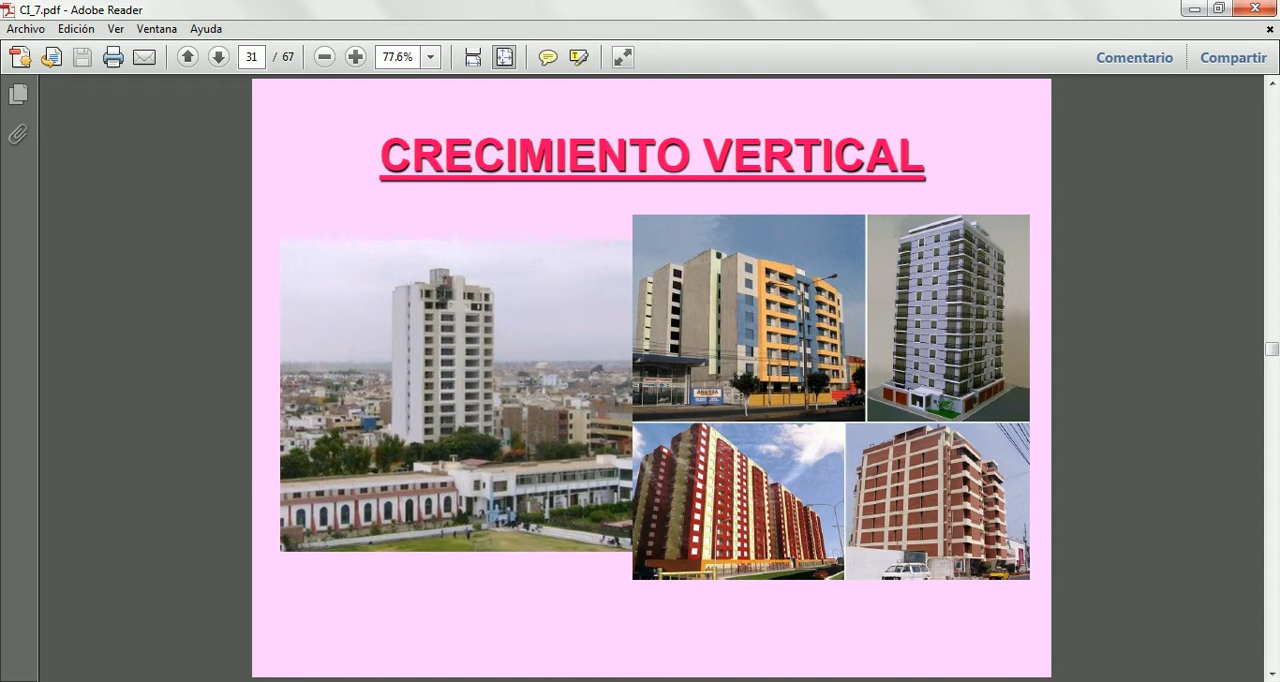 CI_7.pdf - Adobe Reader
Archivo Edición Ver Ventana Ayuda
31 / 67 77.6% Comentario Compartir
CRECIMIENTO VERTICAL